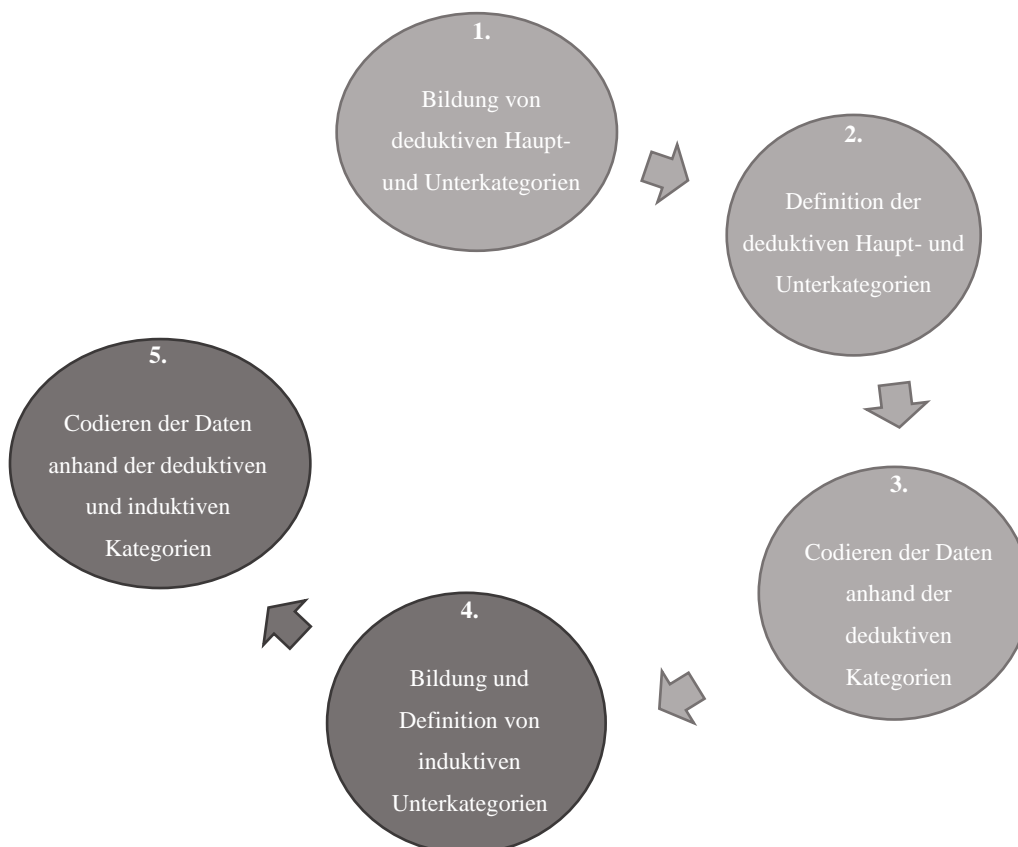 1.
Bildung von
deduktiven Haupt-
und Unterkategorien
2.
Definition der
deduktiven Haupt- und
Unterkategorien
3.
Codieren der Daten
anhand der
deduktiven
Kategorien
4.
Bildung und
Definition von
induktiven
Unterkategorien
5.
Codieren der Daten
anhand der deduktiven
und induktiven
Kategorien